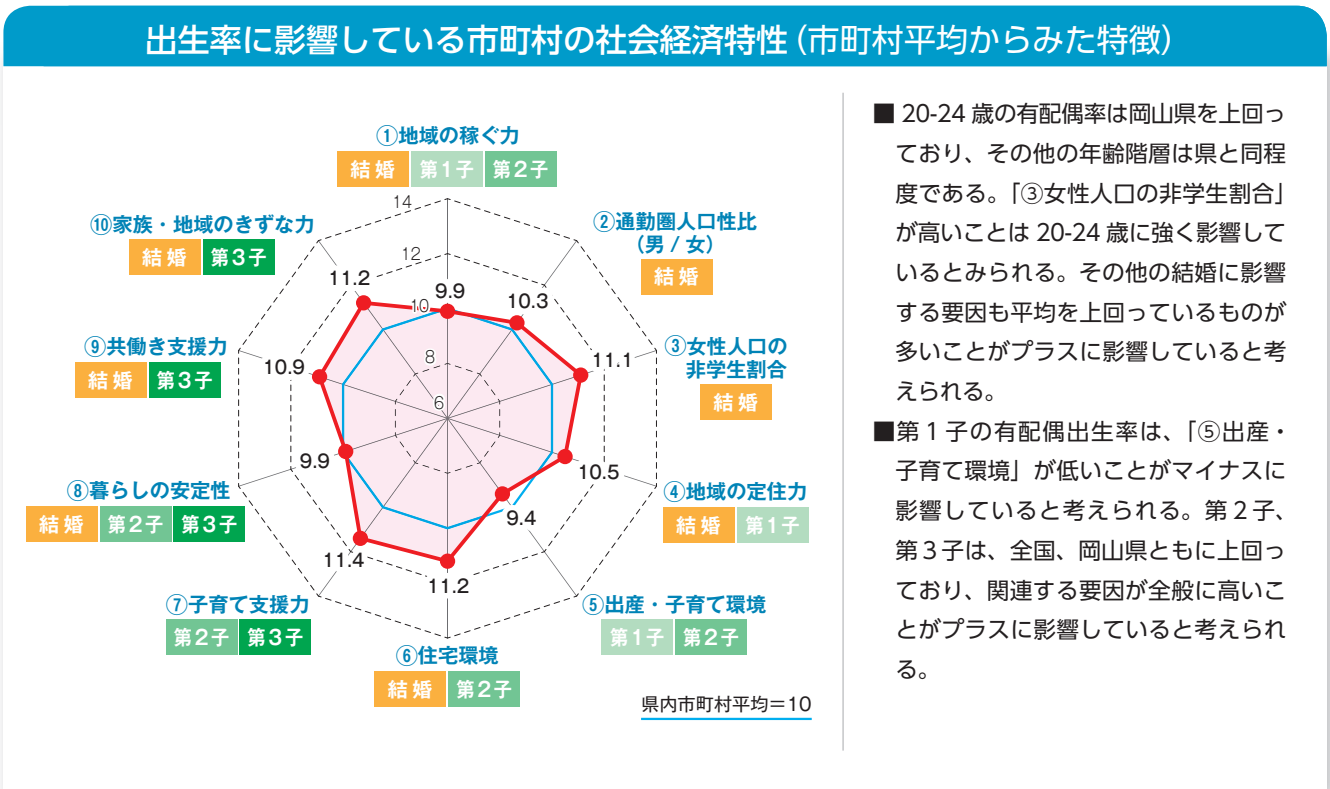 出生率に影響している市町村の社会経済特性（市町村平均からみた特徴）
①地域の稼ぐ力
結婚 第1子 第2子
②通勤圏人口性比
（男 / 女）
結婚
③女性人口の
非学生割合
結婚
④地域の定住力
結婚 第1子
⑤出産・子育て環境
第1子 第2子
⑥住宅環境
結婚 第2子
⑦子育て支援力
第2子 第3子
⑧暮らしの安定性
結婚 第2子 第3子
⑨共働き支援力
結婚 第3子
⑩家族・地域のきずな力
結婚 第3子
14
12
10
8
6
9.9
10.3
11.1
10.5
9.4
11.2
11.4
9.9
10.9
11.2
県内市町村平均＝10
■ 20-24 歳の有配偶率は岡山県を上回っ
ており、その他の年齢階層は県と同程
度である。「③女性人口の非学生割合」
が高いことは 20-24 歳に強く影響して
いるとみられる。その他の結婚に影響
する要因も平均を上回っているものが
多いことがプラスに影響していると考
えられる。
■第 1 子の有配偶出生率は、「⑤出産・
子育て環境」が低いことがマイナスに
影響していると考えられる。第 2 子、
第 3 子は、全国、岡山県ともに上回っ
ており、関連する要因が全般に高いこ
とがプラスに影響していると考えられ
る。